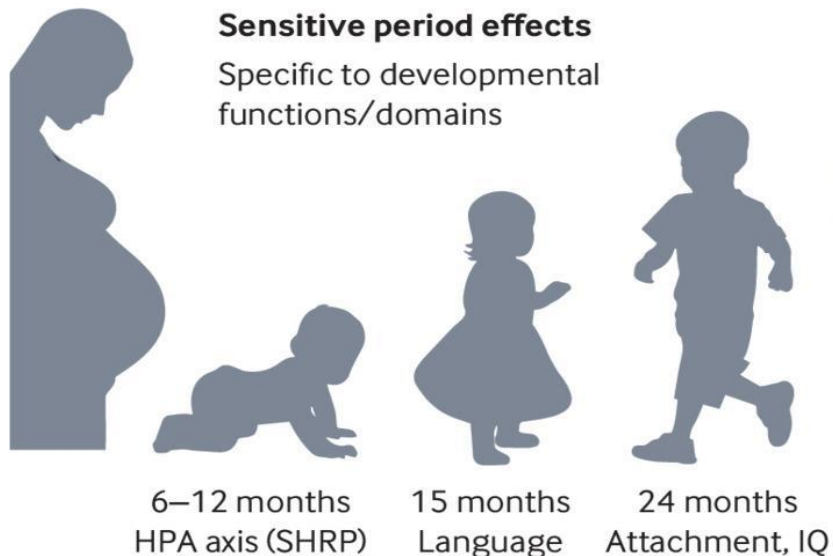 Sensitive period effects
Specific to developmental
functions/domains
6–12 months
HPA axis (SHRP)
15 months
Language
24 months
Attachment, IQ